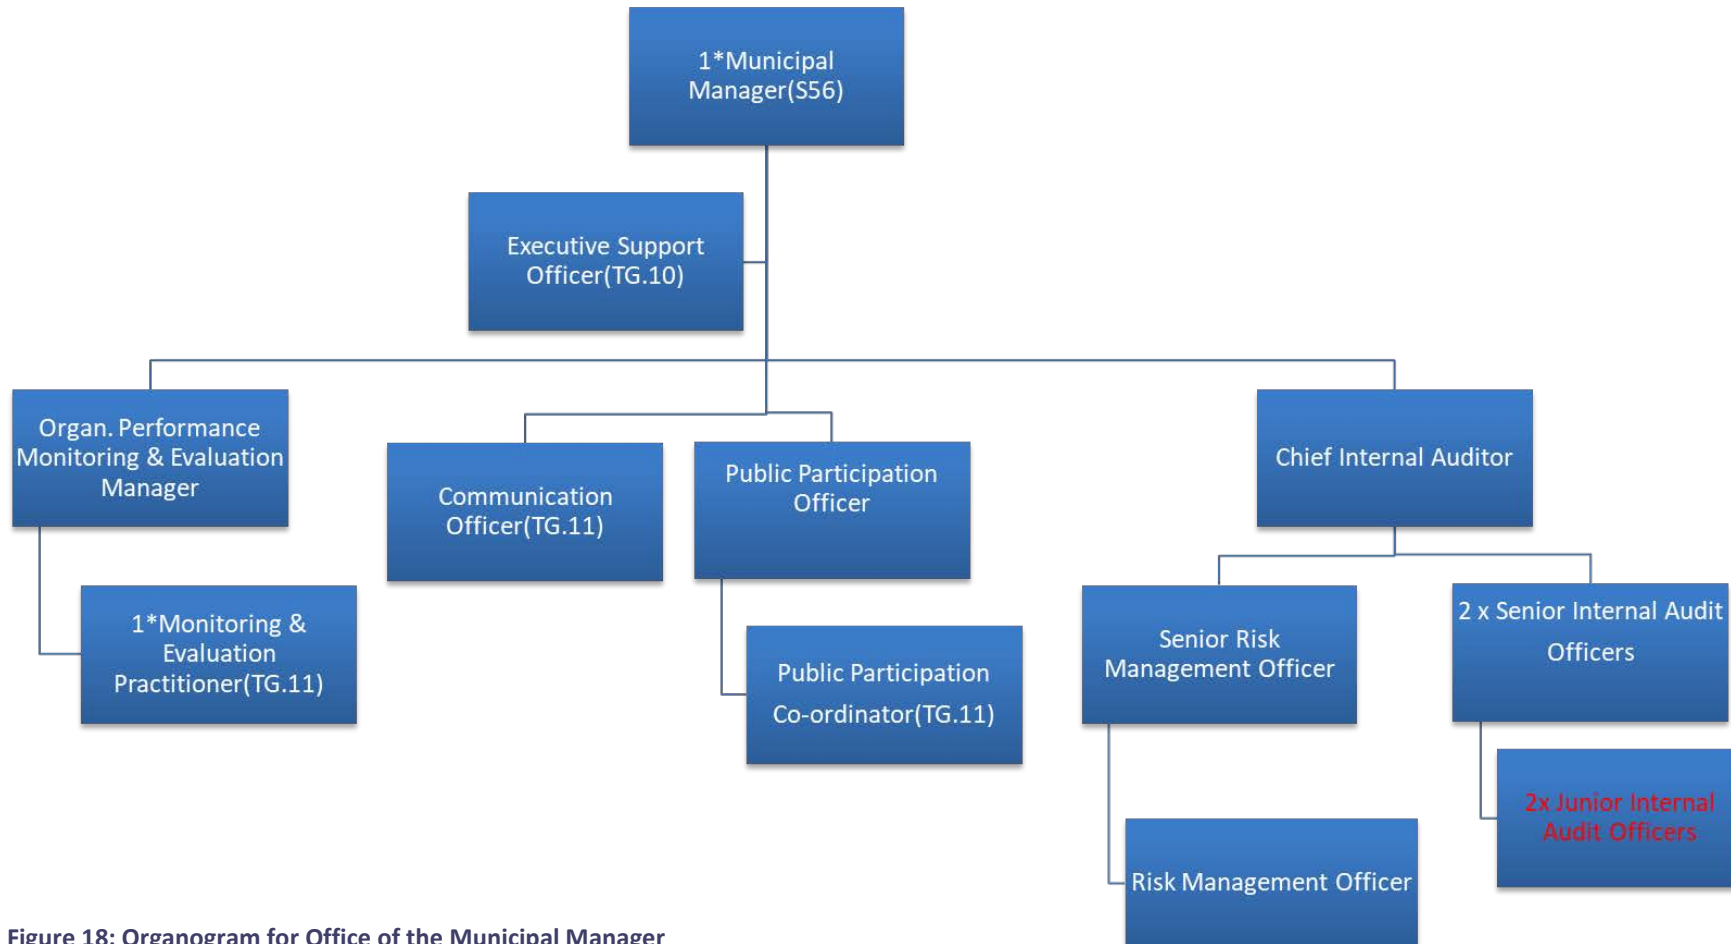 1*Municipal
Manager(S56)
Executive Support
Officer(TG.10)
Organ. Performance
Monitoring & Evaluation
Manager
Communication
Officer(TG.11)
Public Participation
Officer
Chief Internal Auditor
1*Monitoring &
Evaluation
Practitioner(TG.11)
Public Participation
Co-ordinator(TG.11)
Senior Risk
Management Officer
2 x Senior Internal Audit
Officers
2x Junior Internal
Audit Officers
Risk Management Officer
Figure 18: Organogram for Office of the Municipal Manager